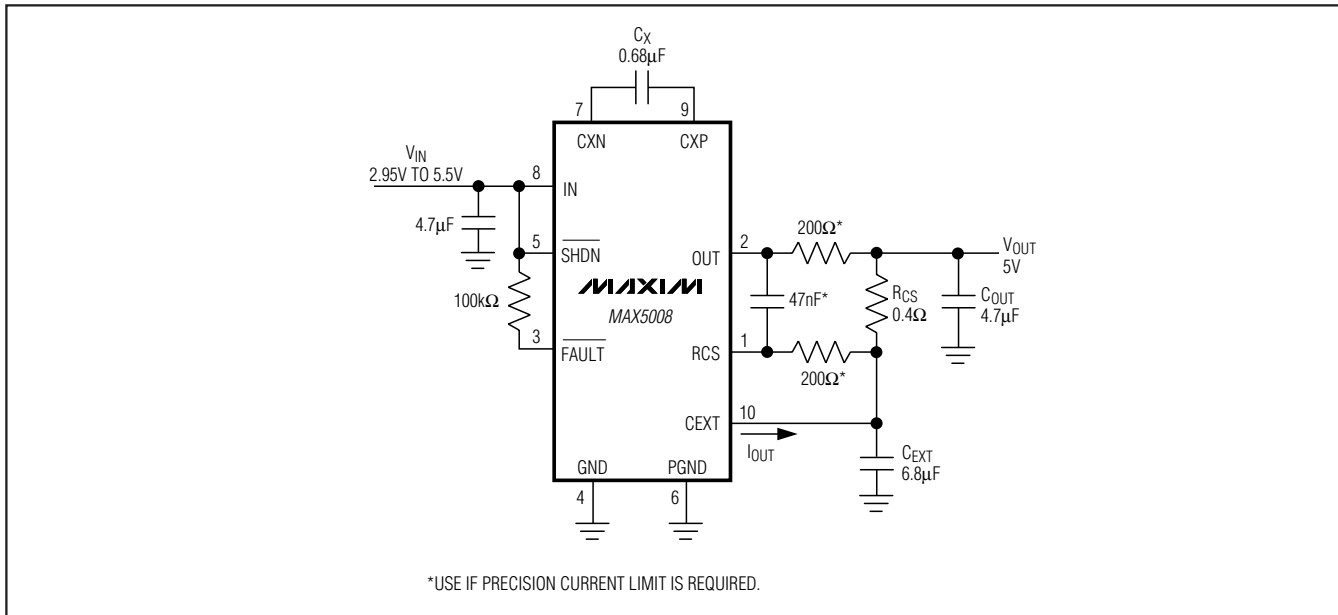 CX
0.68µF
7
9
CXN
CXP
VIN
2.95V TO 5.5V
8
IN
4.7µF
5
SHDN
100kΩ
3
FAULT
MAXIM
MAX5008
2
OUT
200Ω*
VOUT
5V
47nF*
RCS
0.4Ω
COUT
4.7µF
1
RCS
200Ω*
10
CEXT
IOUT
CEXT
6.8µF
GND
PGND
4
6
*USE IF PRECISION CURRENT LIMIT IS REQUIRED.